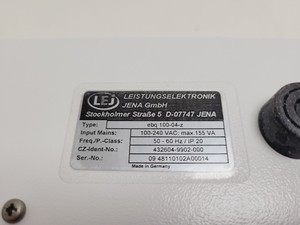 LEJ
LEISTUNGSELEKTRONIK
JENA GmbH
Stockholmer Straße 5 D-07747 JENA
Type: ebq 100-04-z
Input Mains: 100-240 VAC; max.155 VA
Freq./P.-Class: 50 - 60 Hz / IP 20
CZ-Ident-No.: 432604-9902-000
Ser.-No.: 09 48110102A00014
Made in Germany